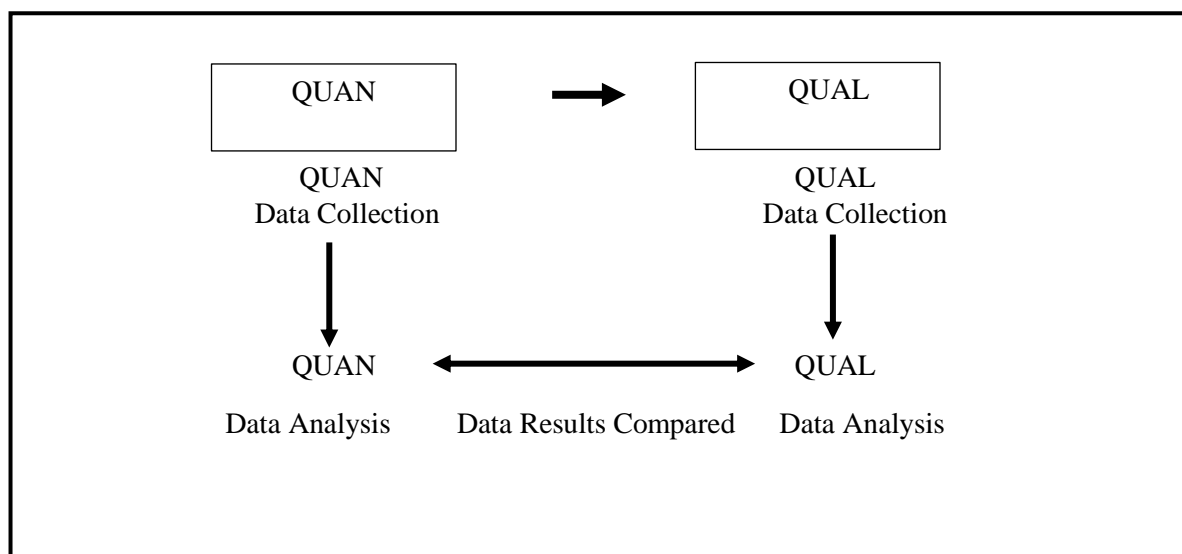 QUAN
QUAL
QUAN
Data Collection
QUAL
Data Collection
QUAN
QUAL
Data Analysis
Data Results Compared
Data Analysis